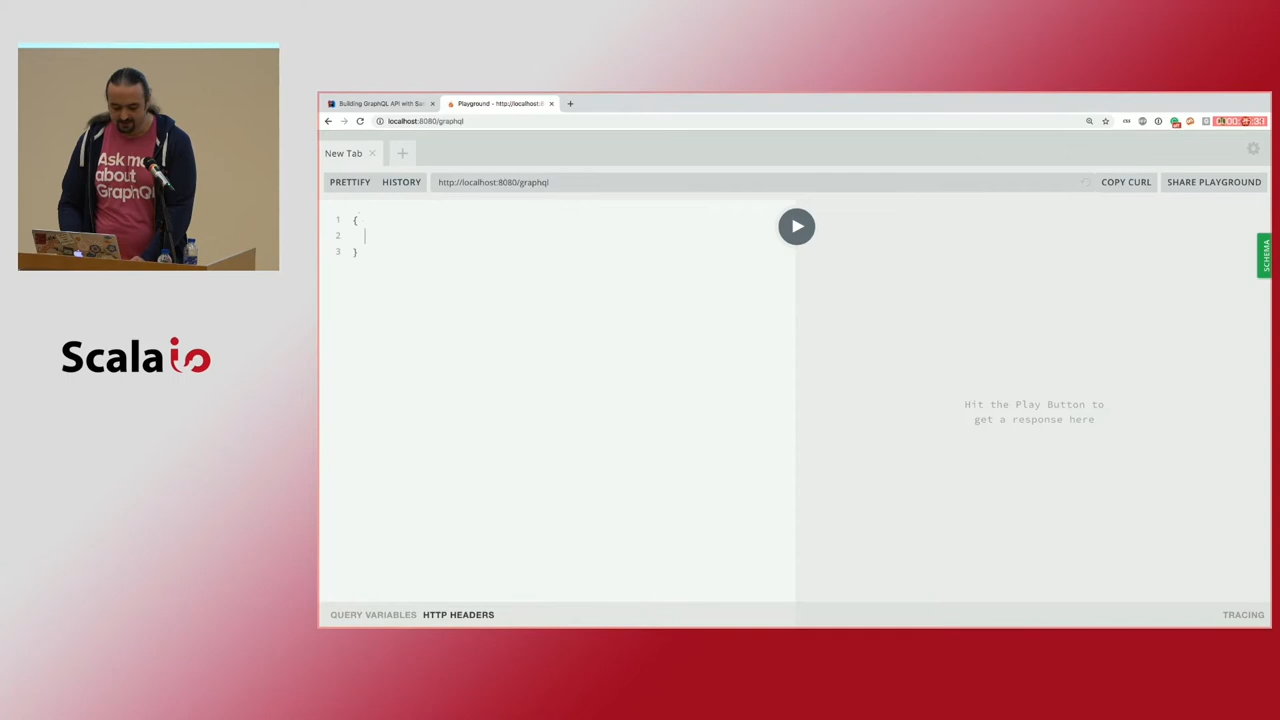 Ask me
about
GraphQL
Scala
Building GraphQL API with San
Playground - http://localhost:8
localhost:8080/graphql
New Tab
PRETTIFY
HISTORY
http://localhost:8080/graphql
COPY CURL
SHARE PLAYGROUND
1 {
2
3 }
SCHEMA
Hit the Play Button to
get a response here
QUERY VARIABLES
HTTP HEADERS
TRACING